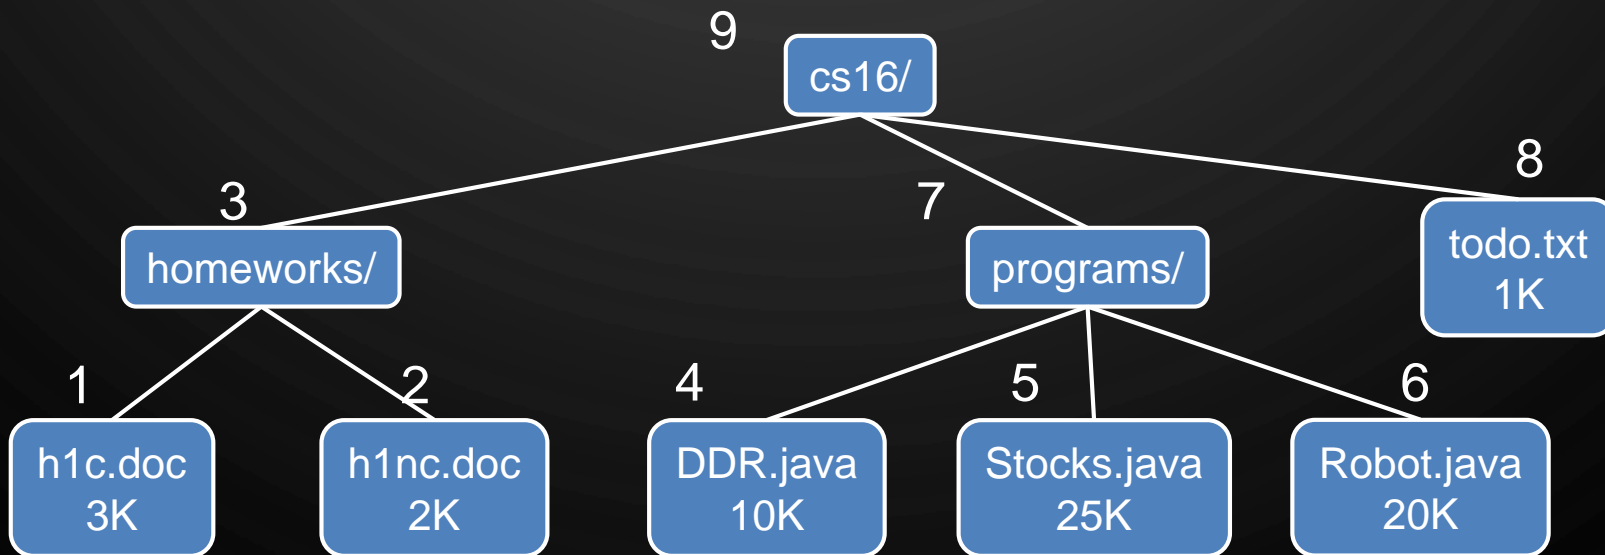 9
cs16/
8
3
7
todo.txt
1K
homeworks/
programs/
1
2
4
5
6
h1c.doc
3K
h1nc.doc
2K
DDR.java
10K
Stocks.java
25K
Robot.java
20K